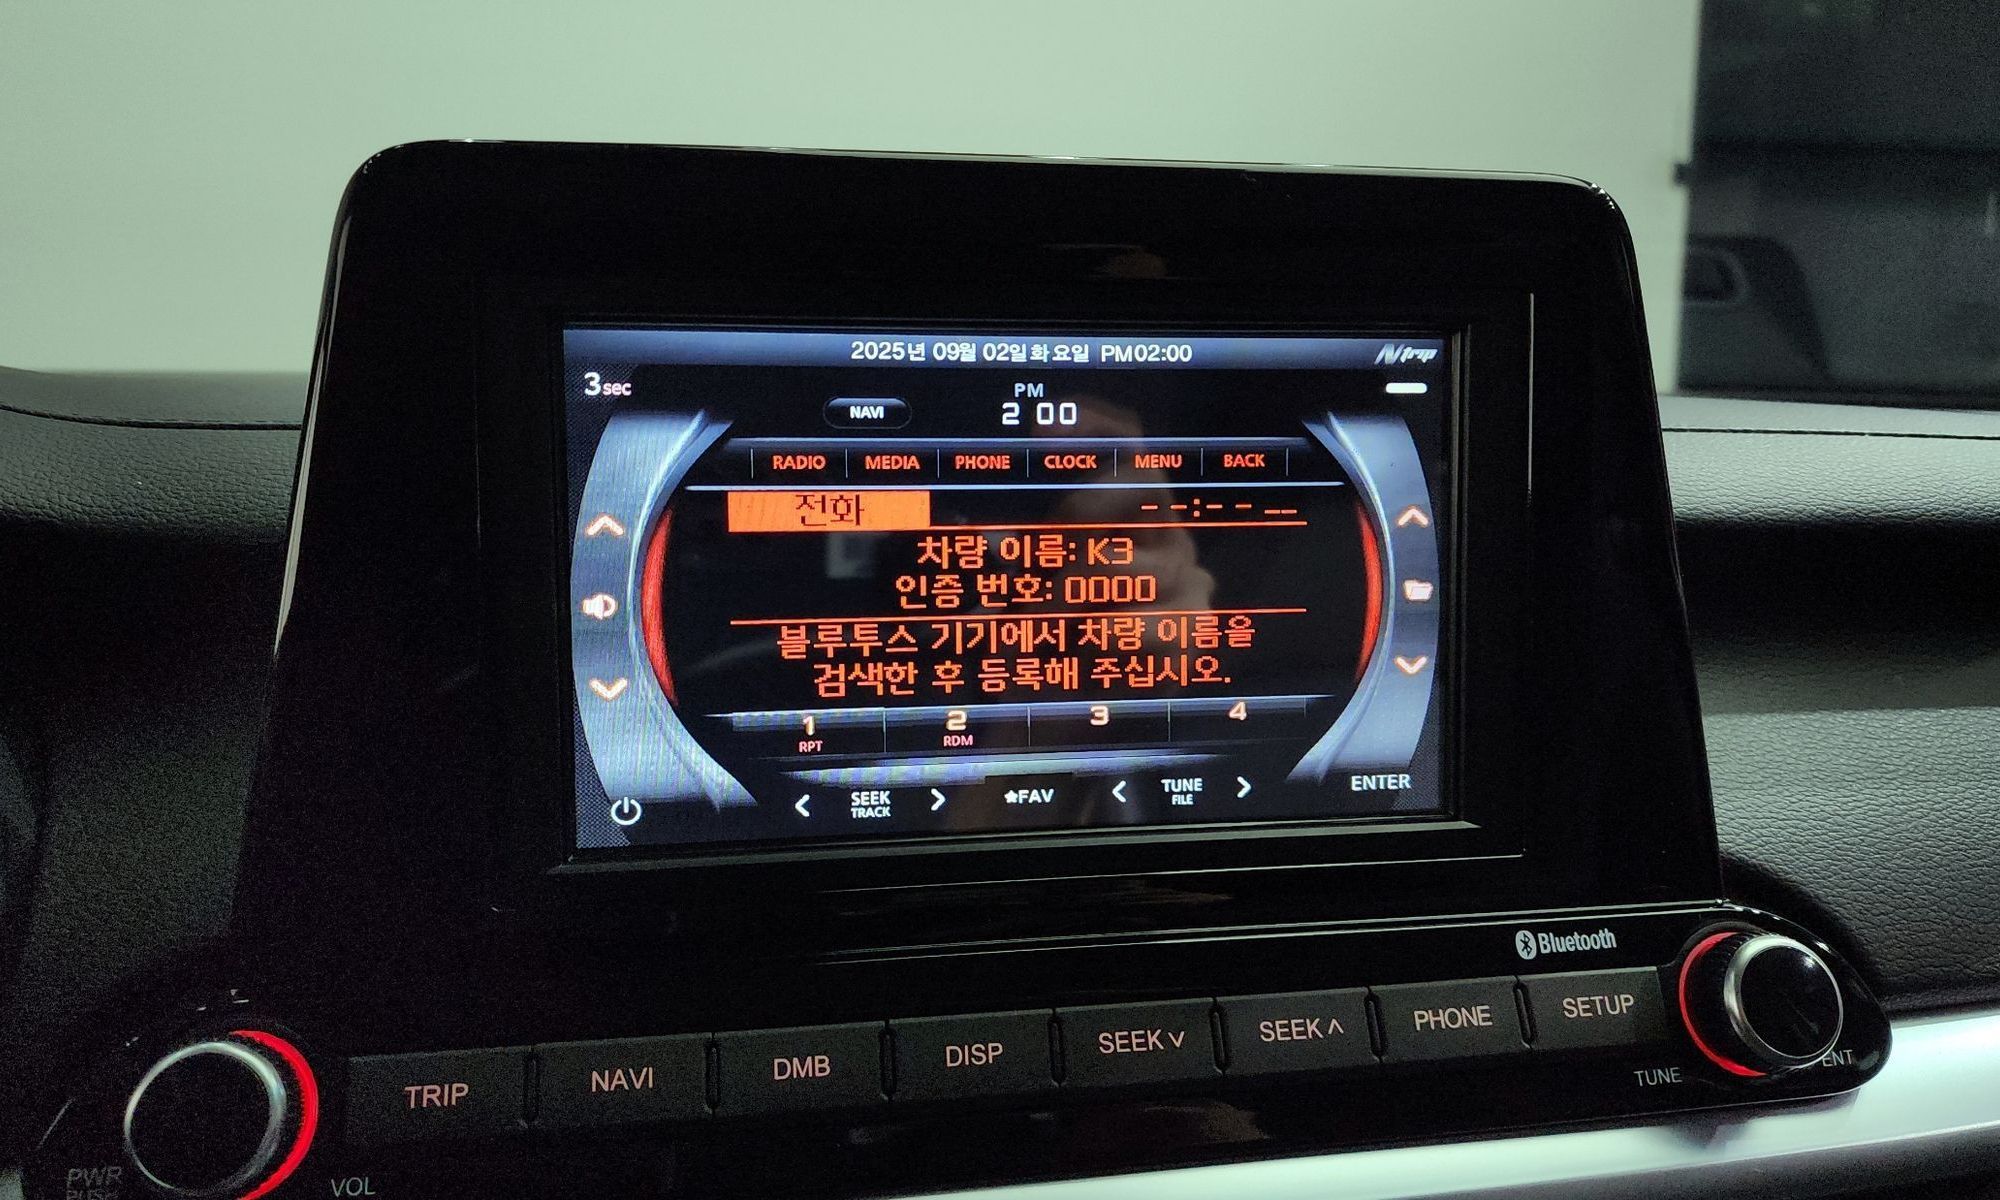 2025년 09월 02일 화요일 PM02:00
Ntrip
3sec
NAVI
PM
2 00
RADIO MEDIA PHONE CLOCK MENU BACK
전화
--:-- --
차량 이름: K3
인증 번호: 0000
블루투스 기기에서 차량 이름을
검색한 후 등록해 주십시오.
1 2 3 4
RPT RDM
< SEEK > ★FAV < TUNE > ENTER
TRACK FILE
Bluetooth
TRIP NAVI DMB DISP SEEK∨ SEEK∧ PHONE SETUP
TUNE ENT
PWR
PUSH
VOL